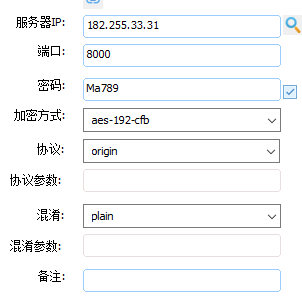 服务器IP: 182.255.33.31
端口: 8000
密码: Ma789
加密方式: aes-192-cfb
协议: origin
协议参数:
混淆: plain
混淆参数:
备注: